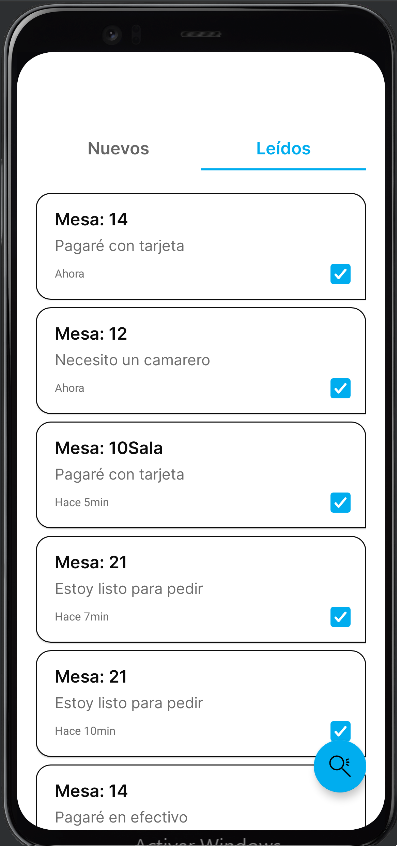 Nuevos
Leídos
Mesa: 14
Pagaré con tarjeta
Ahora
Mesa: 12
Necesito un camarero
Ahora
Mesa: 10Sala
Pagaré con tarjeta
Hace 5min
Mesa: 21
Estoy listo para pedir
Hace 7min
Mesa: 21
Estoy listo para pedir
Hace 10min
Mesa: 14
Pagaré en efectivo
Activar Windows